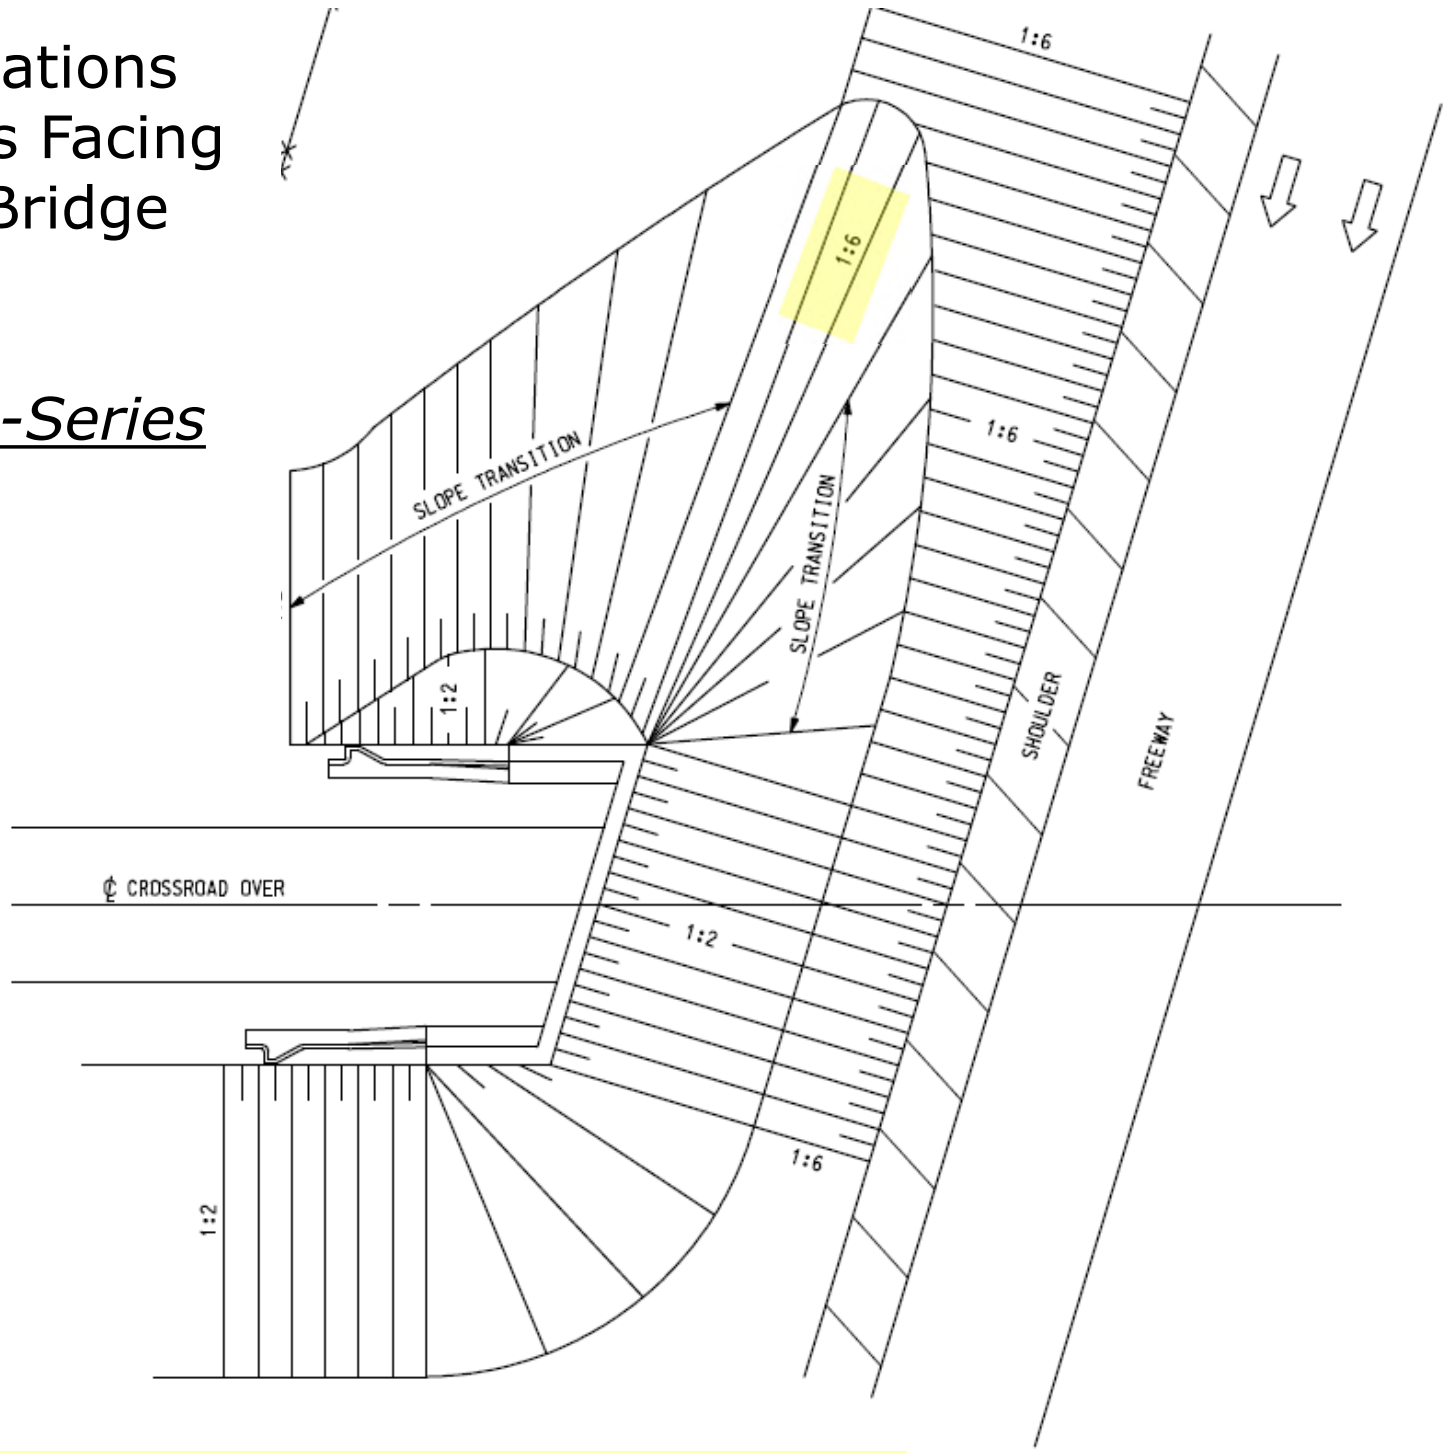 ations
s Facing
Bridge
-Series
1:6
1:6
1:6
SLOPE TRANSITION
SLOPE TRANSITION
1:2
SHOULDER
FREEWAY
℄ CROSSROAD OVER
1:2
1:6
1:2